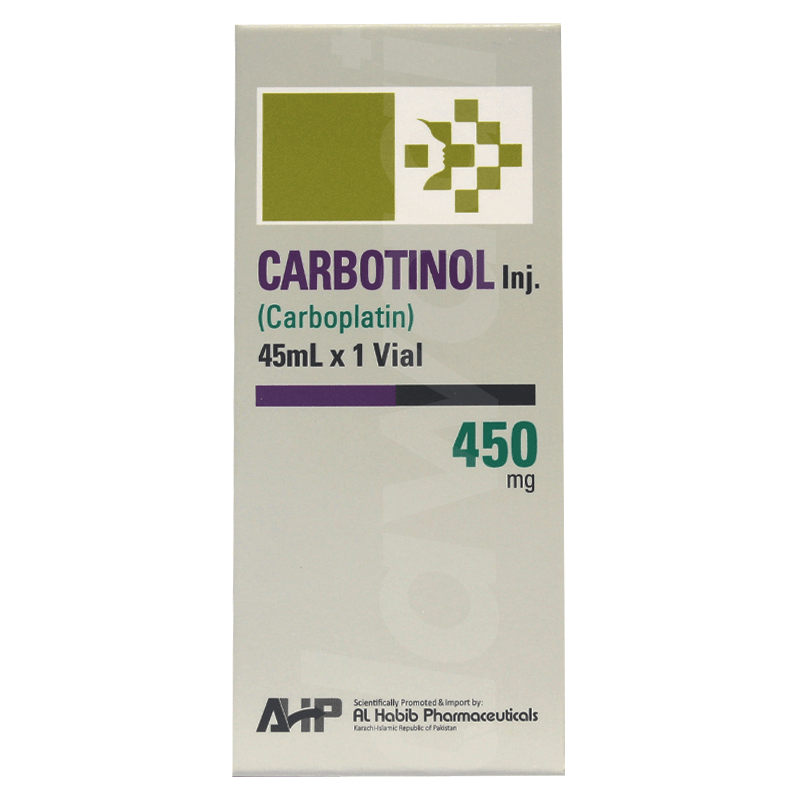 CARBOTINOL Inj.
(Carboplatin)
45mL x 1 Vial
450
mg
AHP
Scientifically Promoted & Import by:
AL Habib Pharmaceuticals
Karachi-Islamic Republic of Pakistan
dawaai